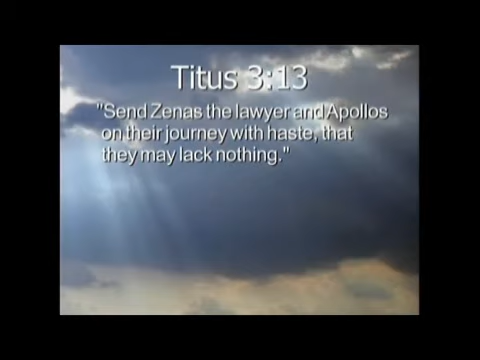 Titus 3:13
"Send Zenas the lawyer and Apollos
on their journey with haste, that
they may lack nothing."